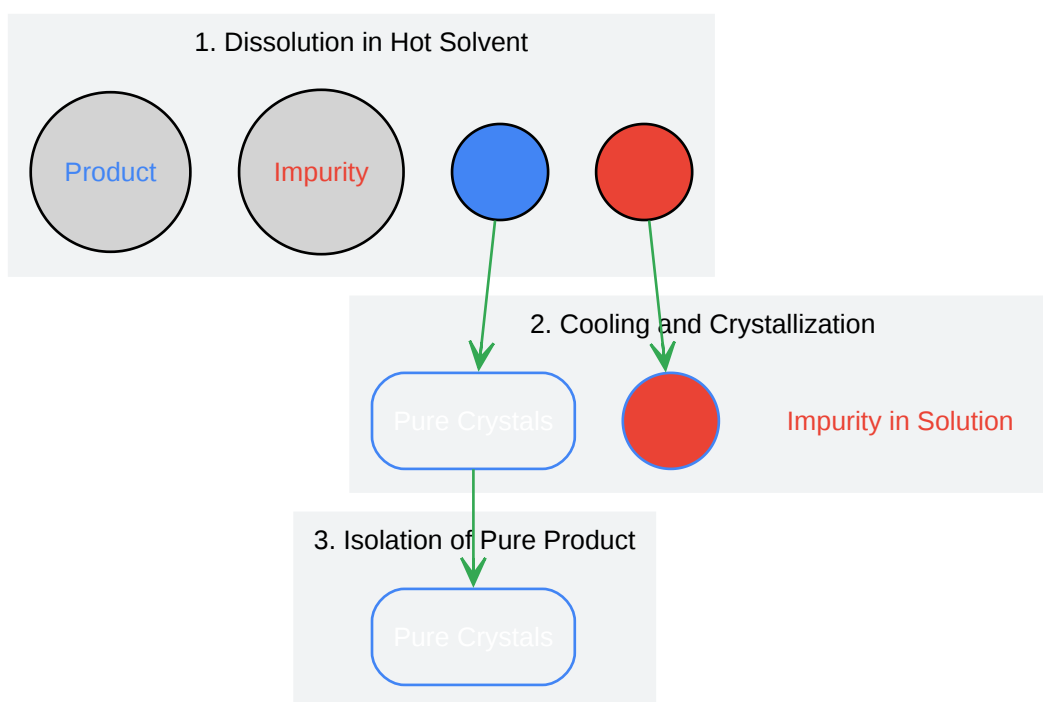 1. Dissolution in Hot Solvent
Product
Impurity
2. Cooling and Crystallization
Pure Crystals
Impurity in Solution
3. Isolation of Pure Product
Pure Crystals